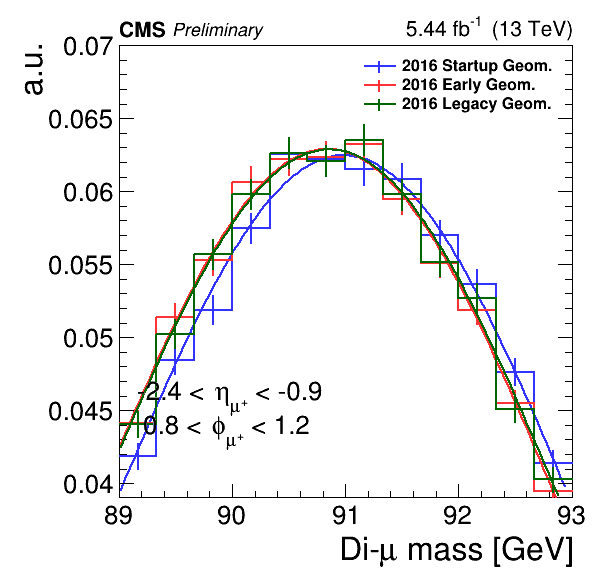 CMS Preliminary 5.44 fb⁻¹ (13 TeV)
a.u.
0.07
0.065
0.06
0.055
0.05
0.045
0.04
2016 Startup Geom.
2016 Early Geom.
2016 Legacy Geom.
-2.4 < η_μ⁺ < -0.9
0.8 < ϕ_μ⁺ < 1.2
89 90 91 92 93
Di-μ mass [GeV]